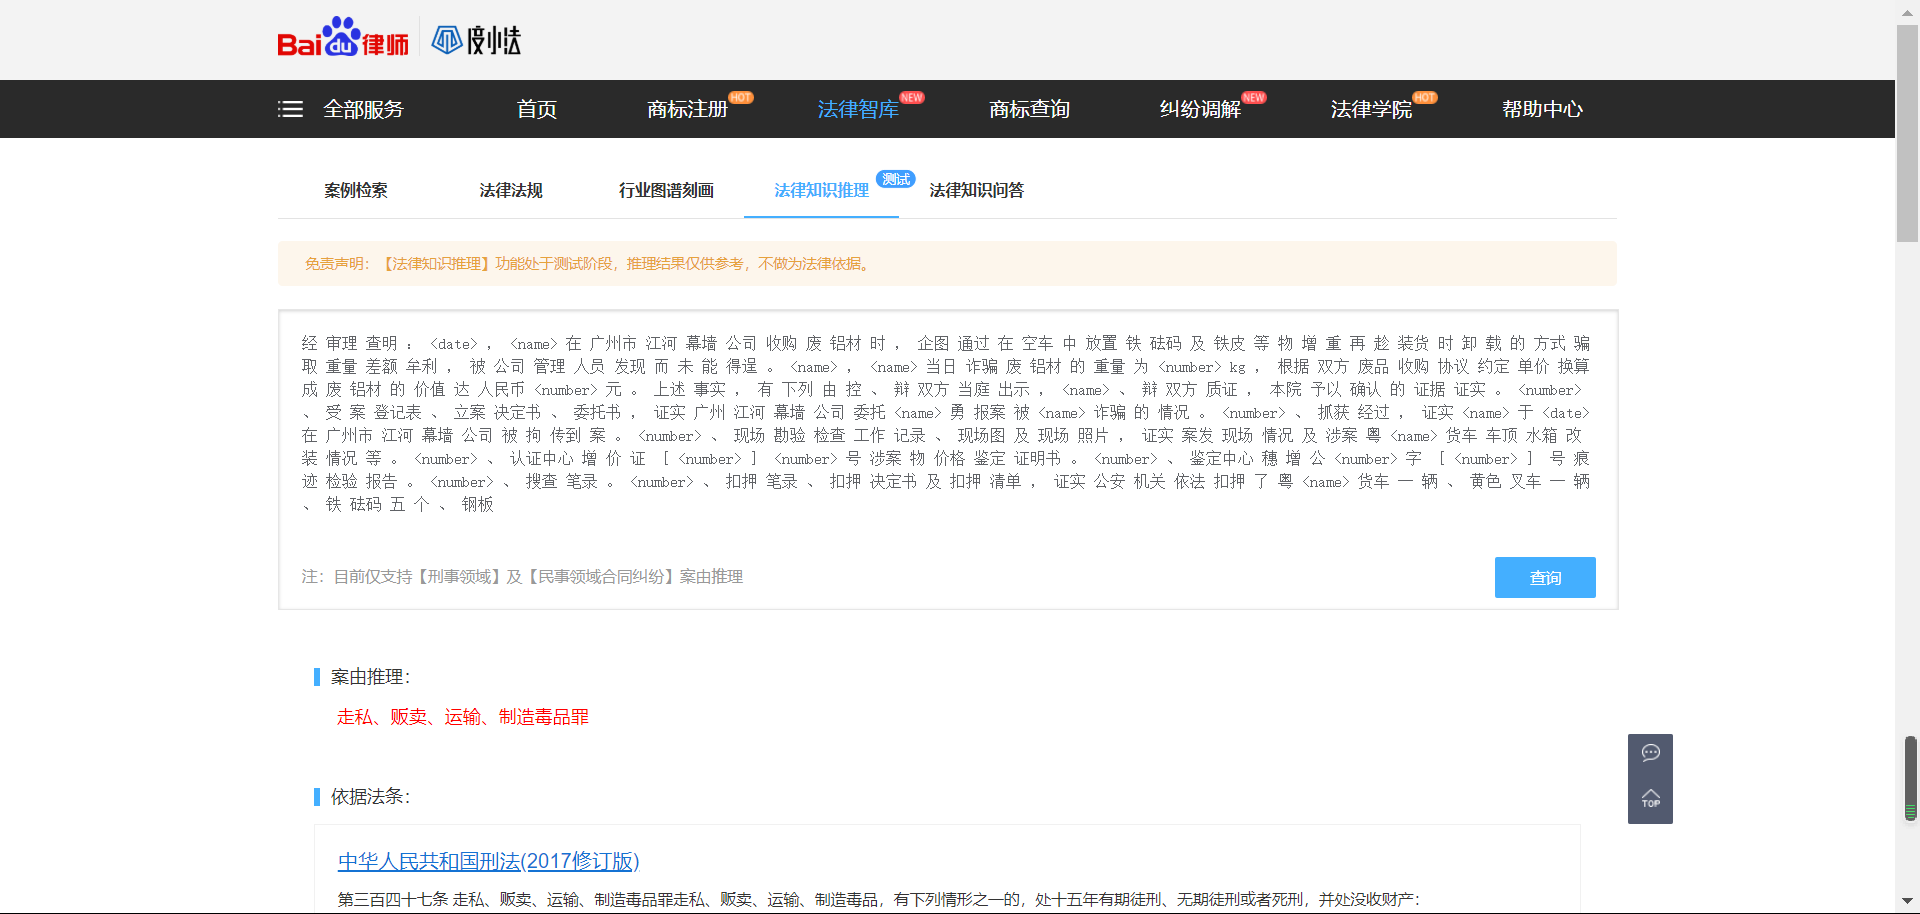 Bai du 律师 度小法
全部服务 首页 商标注册 HOT 法律智库 NEW 商标查询 纠纷调解 NEW 法律学院 HOT 帮助中心
案例检索 法律法规 行业图谱刻画 法律知识推理 测试 法律知识问答
免责声明：【法律知识推理】功能处于测试阶段，推理结果仅供参考，不做为法律依据。
经 审理 查明 ： <date> ， <name> 在 广州市 江河 幕墙 公司 收购 废 铝材 时 ， 企图 通过 在 空车 中 放置 铁 砝码 及 铁皮 等 物 增 重 再 趁 装货 时 卸 载 的 方式 骗
取 重量 差额 牟利 ， 被 公司 管理 人员 发现 而 未 能 得逞 。 <name> ， <name> 当日 诈骗 废 铝材 的 重量 为 <number> kg ， 根据 双方 废品 收购 协议 约定 单价 换算
成 废 铝材 的 价值 达 人民币 <number> 元 。 上述 事实 ， 有 下列 由 控 、 辩 双方 当庭 出示 ， <name> 、 辩 双方 质证 ， 本院 予以 确认 的 证据 证实 。 <number>
、 受 案 登记表 、 立案 决定书 、 委托书 ， 证实 广州 江河 幕墙 公司 委托 <name> 勇 报案 被 <name> 诈骗 的 情况 。 <number> 、 抓获 经过 ， 证实 <name> 于 <date>
在 广州市 江河 幕墙 公司 被 拘 传到 案 。 <number> 、 现场 勘验 检查 工作 记录 、 现场图 及 现场 照片 ， 证实 案发 现场 情况 及 涉案 粤 <name> 货车 车顶 水箱 改
装 情况 等 。 <number> 、 认证中心 增 价 证 [ <number> ] <number> 号 涉案 物 价格 鉴定 证明书 。 <number> 、 鉴定中心 穗 增 公 <number> 字 [ <number> ] 号 痕
迹 检验 报告 。 <number> 、 搜查 笔录 。 <number> 、 扣押 笔录 、 扣押 决定书 及 扣押 清单 ， 证实 公安 机关 依法 扣押 了 粤 <name> 货车 一 辆 、 黄色 叉车 一 辆
、 铁 砝码 五 个 、 钢板
注：目前仅支持【刑事领域】及【民事领域合同纠纷】案由推理
查询
案由推理：
走私、贩卖、运输、制造毒品罪
TOP
依据法条：
中华人民共和国刑法(2017修订版)
第三百四十七条 走私、贩卖、运输、制造毒品罪走私、贩卖、运输、制造毒品，有下列情形之一的，处十五年有期徒刑、无期徒刑或者死刑，并处没收财产：